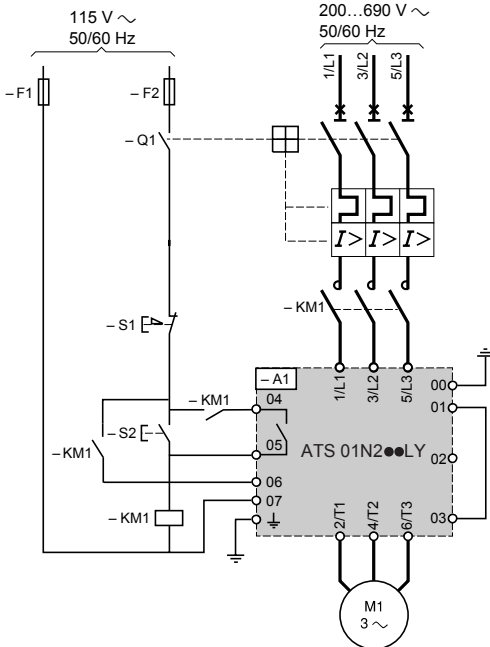 115 V ～
50/60 Hz
200...690 V ～
50/60 Hz
1/L1
3/L2
5/L3
– F1
– F2
– Q1
I>
I>
I>
– KM1
– S1
– A1
1/L1
3/L2
5/L3
00
– KM1
04
01
– S2
– KM1
05
ATS 01N2●●LY
02
06
07
– KM1
03
2/T1
4/T2
6/T3
M1
3 ～